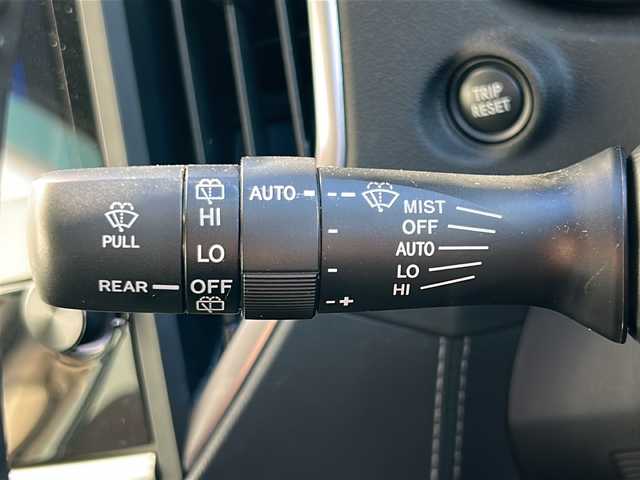 TRIP
RESET
PULL
REAR
HI
LO
OFF
AUTO
-- 
-
-
-+
MIST
OFF
AUTO
LO
HI